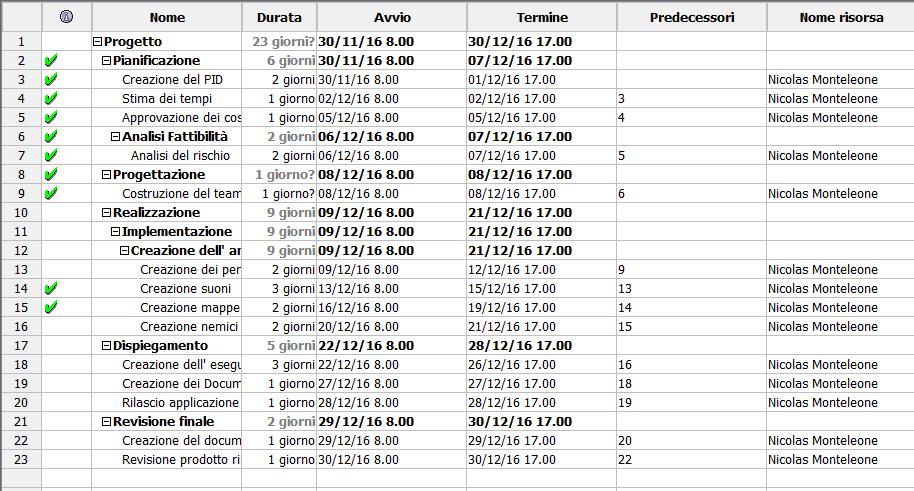 Nome Durata Avvio Termine Predecessori Nome risorsa
1 Progetto 23 giorni? 30/11/16 8.00 30/12/16 17.00
2 Pianificazione 6 giorni 30/11/16 8.00 07/12/16 17.00
3 Creazione del PID 2 giorni 30/11/16 8.00 01/12/16 17.00 Nicolas Monteleone
4 Stima dei tempi 1 giorno 02/12/16 8.00 02/12/16 17.00 3 Nicolas Monteleone
5 Approvazione dei cos 1 giorno 05/12/16 8.00 05/12/16 17.00 4 Nicolas Monteleone
6 Analisi Fattibilità 2 giorni 06/12/16 8.00 07/12/16 17.00
7 Analisi del rischio 2 giorni 06/12/16 8.00 07/12/16 17.00 5 Nicolas Monteleone
8 Progettazione 1 giorno? 08/12/16 8.00 08/12/16 17.00
9 Costruzione del team 1 giorno? 08/12/16 8.00 08/12/16 17.00 6 Nicolas Monteleone
10 Realizzazione 9 giorni 09/12/16 8.00 21/12/16 17.00
11 Implementazione 9 giorni 09/12/16 8.00 21/12/16 17.00
12 Creazione dell' ar 9 giorni 09/12/16 8.00 21/12/16 17.00
13 Creazione dei per 2 giorni 09/12/16 8.00 12/12/16 17.00 9 Nicolas Monteleone
14 Creazione suoni 3 giorni 13/12/16 8.00 15/12/16 17.00 13 Nicolas Monteleone
15 Creazione mappe 2 giorni 16/12/16 8.00 19/12/16 17.00 14 Nicolas Monteleone
16 Creazione nemici 2 giorni 20/12/16 8.00 21/12/16 17.00 15 Nicolas Monteleone
17 Dispiegamento 5 giorni 22/12/16 8.00 28/12/16 17.00
18 Creazione dell' esegu 3 giorni 22/12/16 8.00 26/12/16 17.00 16 Nicolas Monteleone
19 Creazione dei Docum 1 giorno 27/12/16 8.00 27/12/16 17.00 18 Nicolas Monteleone
20 Rilascio applicazione 1 giorno 28/12/16 8.00 28/12/16 17.00 19 Nicolas Monteleone
21 Revisione finale 2 giorni 29/12/16 8.00 30/12/16 17.00
22 Creazione del docum 1 giorno 29/12/16 8.00 29/12/16 17.00 20 Nicolas Monteleone
23 Revisione prodotto ri 1 giorno 30/12/16 8.00 30/12/16 17.00 22 Nicolas Monteleone